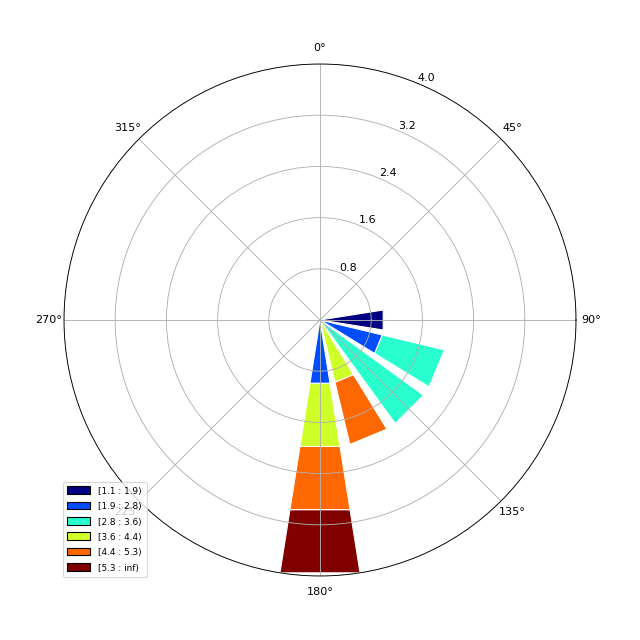 0°
4.0
315°
45°
3.2
2.4
1.6
0.8
270°
90°
[1.1 : 1.9)
[1.9 : 2.8)
[2.8 : 3.6)
[3.6 : 4.4)
[4.4 : 5.3)
[5.3 : inf)
225°
135°
180°